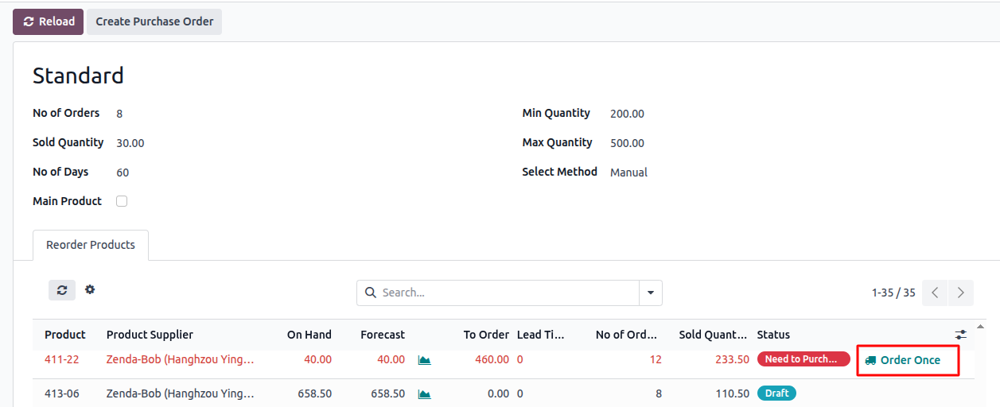 Reload Create Purchase Order
Standard
No of Orders 8 Min Quantity 200.00
Sold Quantity 30.00 Max Quantity 500.00
No of Days 60 Select Method Manual
Main Product
Reorder Products
Search... 1-35 / 35
Product Product Supplier On Hand Forecast To Order Lead Ti... No of Ord... Sold Quant... Status
411-22 Zenda-Bob (Hanghzou Ying... 40.00 40.00 460.00 0 12 233.50 Need to Purch... Order Once
413-06 Zenda-Bob (Hanghzou Ying... 658.50 658.50 0.00 0 8 110.50 Draft